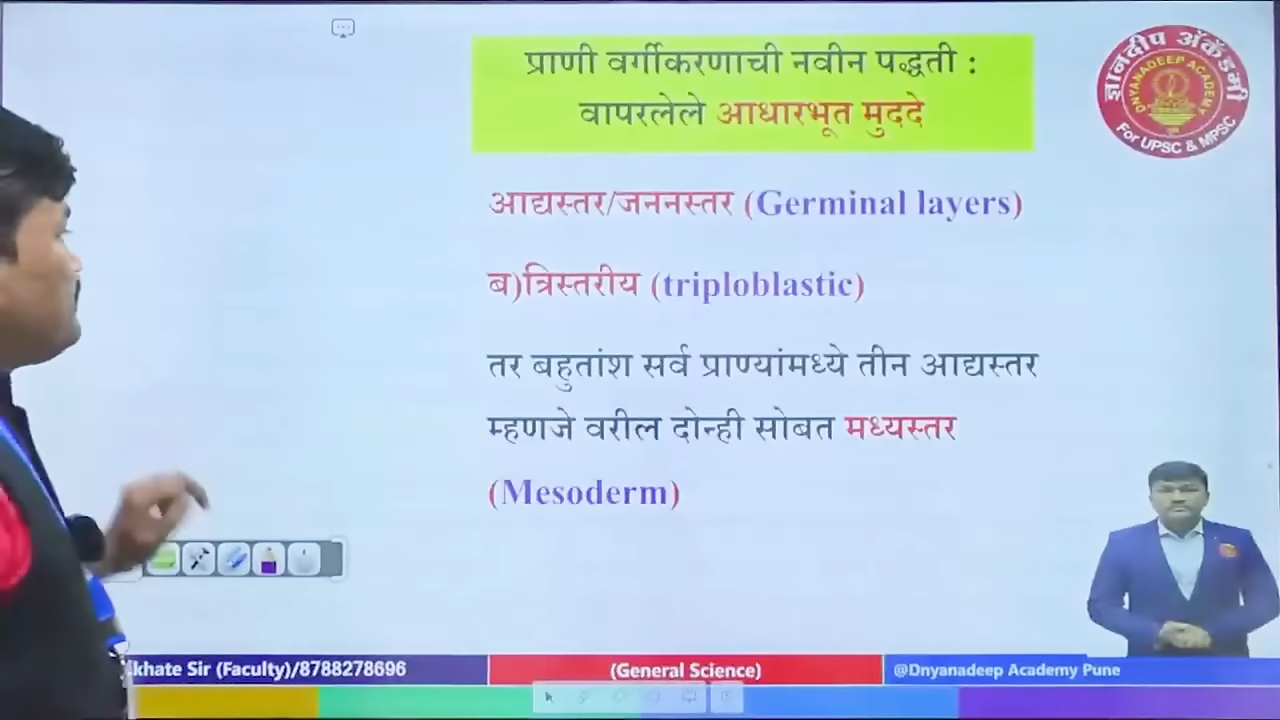 प्राणी वर्गीकरणाची नवीन पद्धती :
वापरलेले आधारभूत मुददे
ज्ञानदीप अ‍ॅकॅडमी
DNYANADEEP ACADEMY
For UPSC & MPSC
आद्यस्तर/जननस्तर (Germinal layers)
ब)त्रिस्तरीय (triploblastic)
तर बहुतांश सर्व प्राण्यांमध्ये तीन आद्यस्तर
म्हणजे वरील दोन्ही सोबत मध्यस्तर
(Mesoderm)
khate Sir (Faculty)/8788278696
(General Science)
@Dnyanadeep Academy Pune